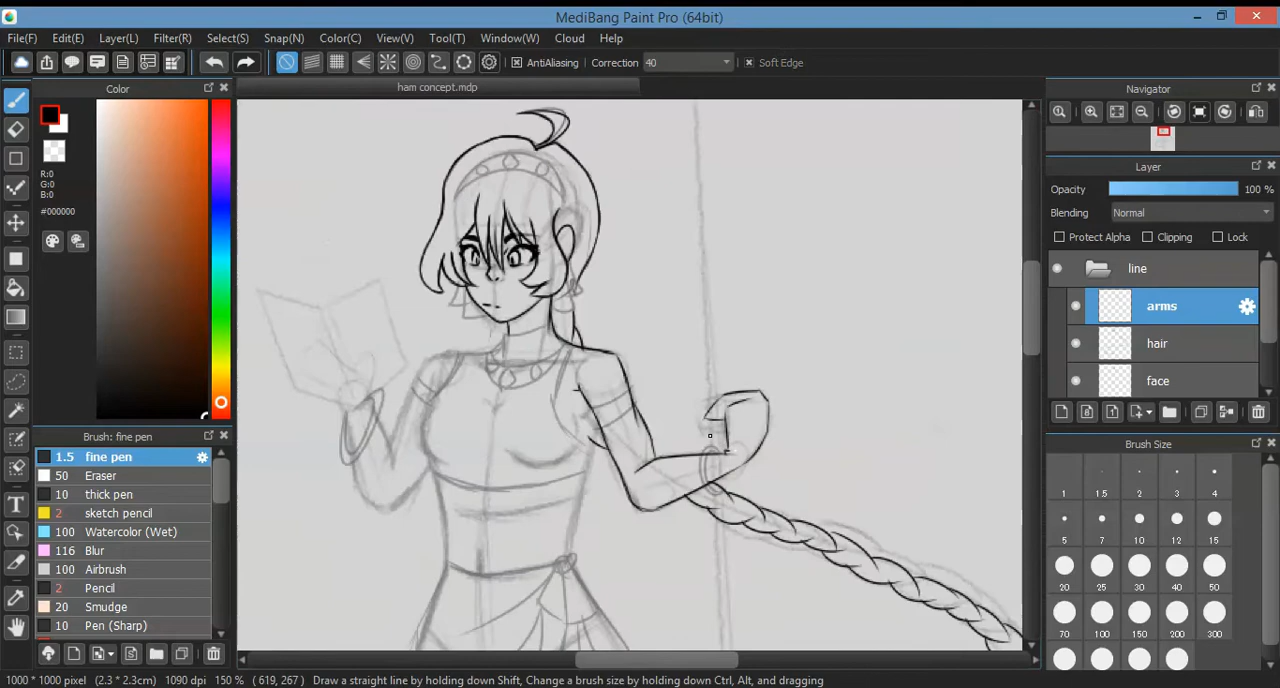 MediBang Paint Pro (64bit)
File(F) Edit(E) Layer(L) Filter(R) Select(S) Snap(N) Color(C) View(V) Tool(T) Window(W) Cloud Help
AntiAliasing Correction 40 Soft Edge
Color
ham concept.mdp
Navigator
R:0
G:0
B:0
#000000
Layer
Opacity 100 %
Blending Normal
Protect Alpha Clipping Lock
line
arms
hair
face
Brush: fine pen
1.5 fine pen
50 Eraser
10 thick pen
2 sketch pencil
100 Watercolor (Wet)
116 Blur
100 Airbrush
2 Pencil
20 Smudge
10 Pen (Sharp)
Brush Size
1 1.5 2 3 4
5 7 10 12 15
20 25 30 40 50
70 100 150 200 300
1000 * 1000 pixel (2.3 * 2.3cm) 1090 dpi 150 % ( 619, 267 ) Draw a straight line by holding down Shift, Change a brush size by holding down Ctrl, Alt, and dragging